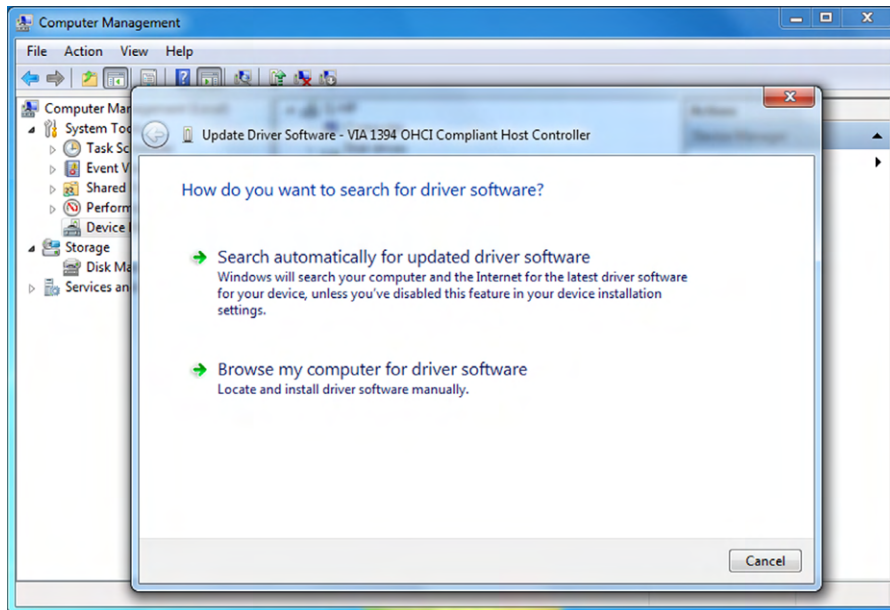 Computer Management
File Action View Help
Computer Mar
System Too
Task Sc
Event V
Shared
Perform
Device
Storage
Disk Ma
Services an
Update Driver Software - VIA 1394 OHCI Compliant Host Controller
How do you want to search for driver software?
Search automatically for updated driver software
Windows will search your computer and the Internet for the latest driver software
for your device, unless you've disabled this feature in your device installation
settings.
Browse my computer for driver software
Locate and install driver software manually.
Cancel